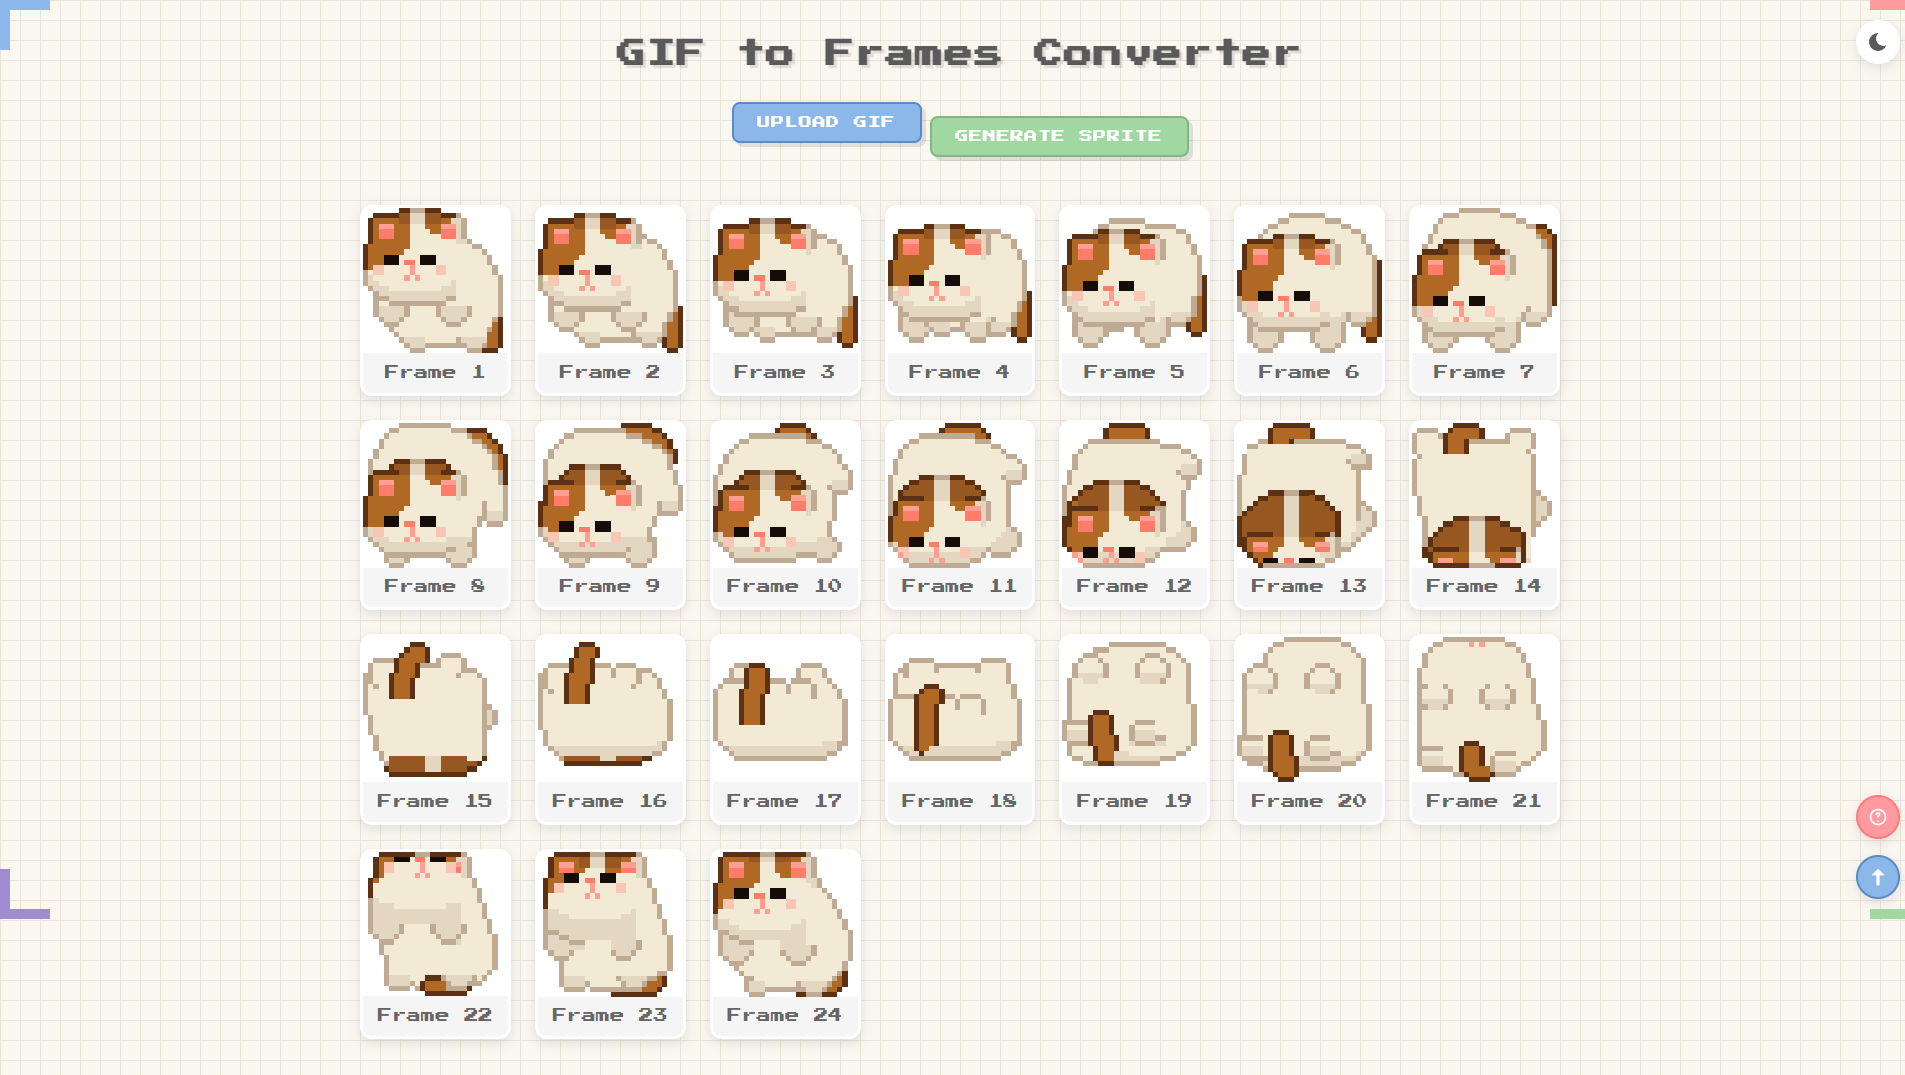 GIF to Frames Converter
UPLOAD GIF
GENERATE SPRITE
Frame 1
Frame 2
Frame 3
Frame 4
Frame 5
Frame 6
Frame 7
Frame 8
Frame 9
Frame 10
Frame 11
Frame 12
Frame 13
Frame 14
Frame 15
Frame 16
Frame 17
Frame 18
Frame 19
Frame 20
Frame 21
Frame 22
Frame 23
Frame 24